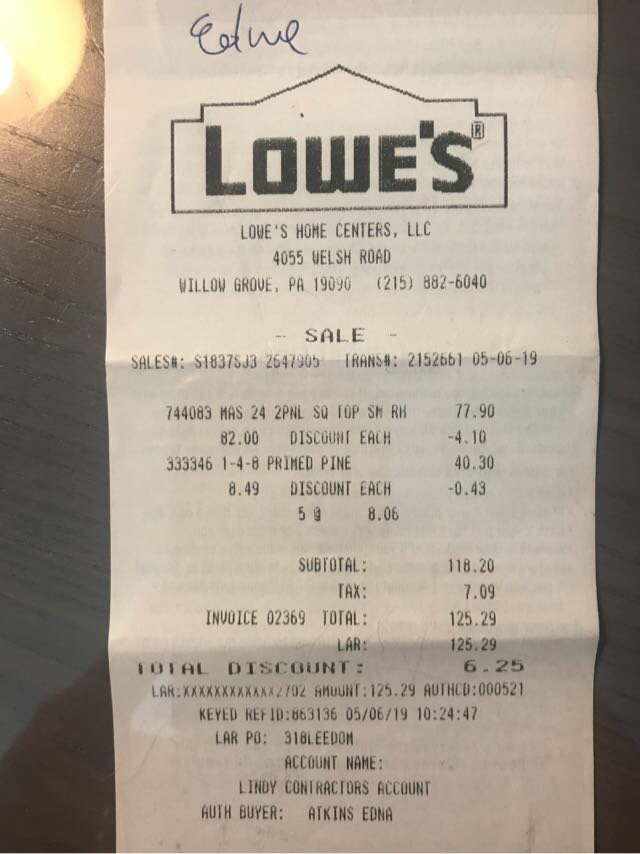 Edna
LOWE'S®
LOWE'S HOME CENTERS, LLC
4055 WELSH ROAD
WILLOW GROVE, PA 19090 (215) 882-6040
- SALE -
SALES#: S1837SJ3 2647905 TRANS#: 2152661 05-06-19
744083 MAS 24 2PNL SQ TOP SM RH 77.90
82.00 DISCOUNT EACH -4.10
333346 1-4-8 PRIMED PINE 40.30
8.49 DISCOUNT EACH -0.43
5 @ 8.06
SUBTOTAL: 118.20
TAX: 7.09
INVOICE 02369 TOTAL: 125.29
LAR: 125.29
TOTAL DISCOUNT: 6.25
LAR:XXXXXXXXXXXX2702 AMOUNT:125.29 AUTHCD:000521
KEYED REFID:863136 05/06/19 10:24:47
LAR PO: 318LEEDOM
ACCOUNT NAME:
LINDY CONTRACTORS ACCOUNT
AUTH BUYER: ATKINS EDNA